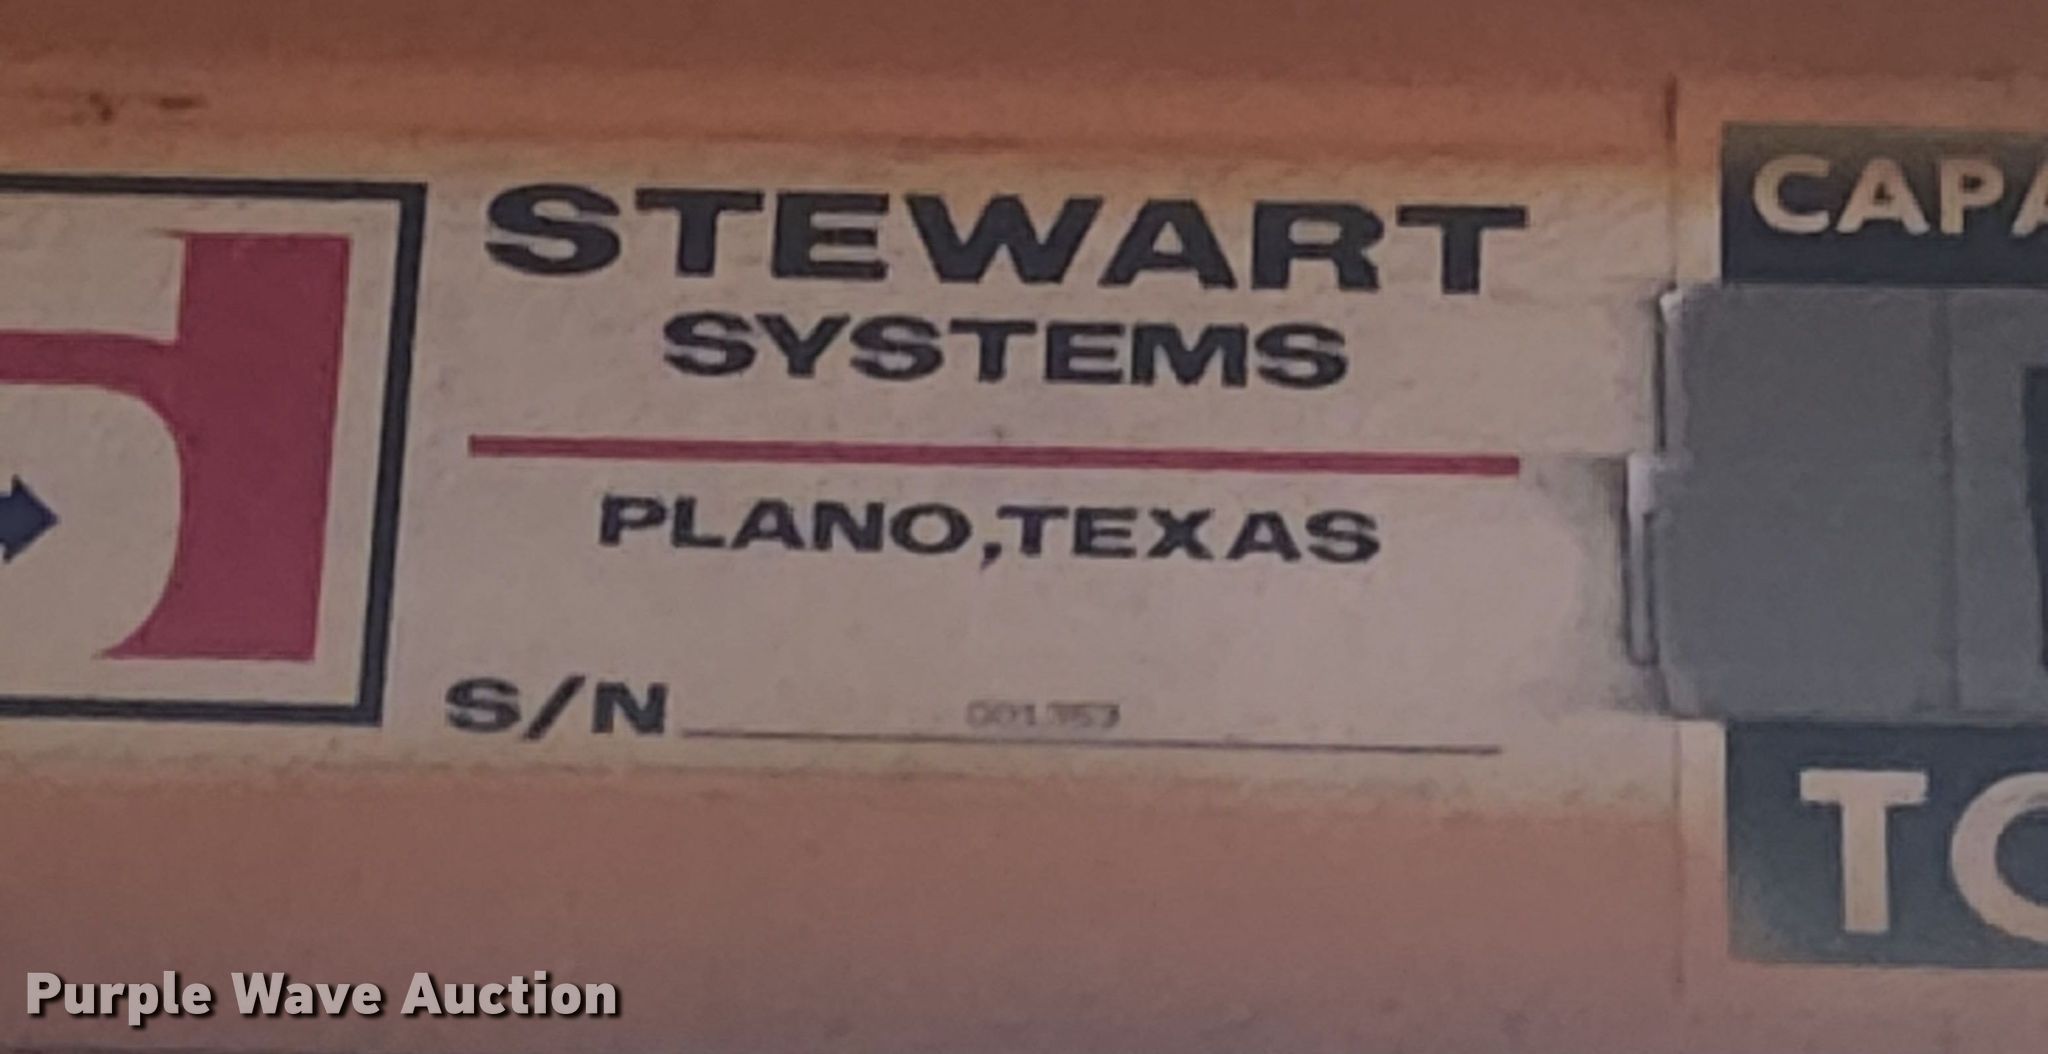 STEWART
SYSTEMS
PLANO, TEXAS
S/N
CAPA
TO
Purple Wave Auction